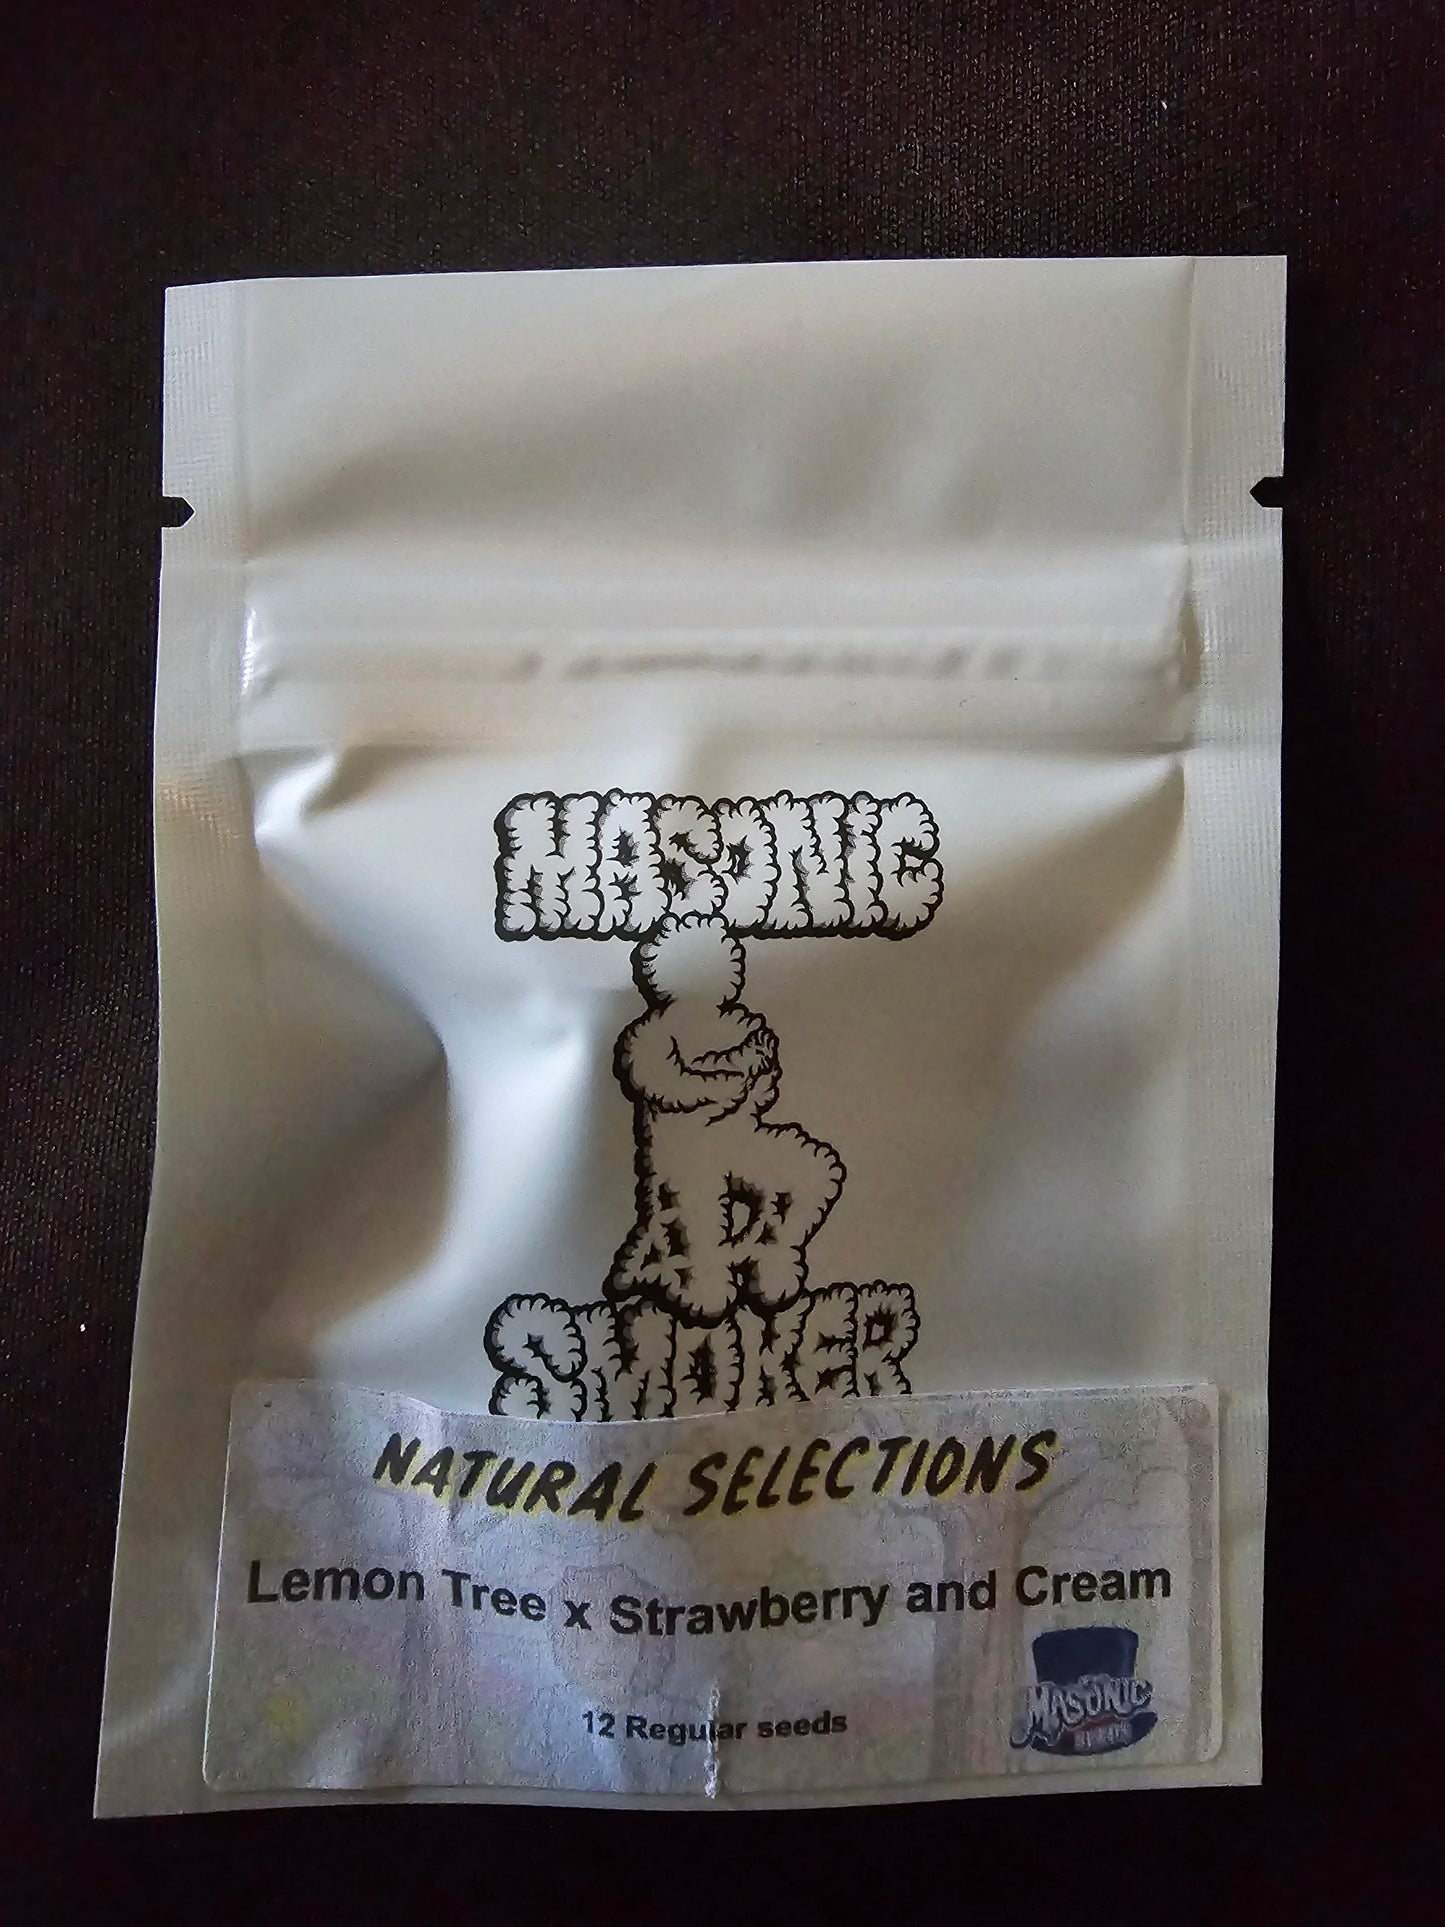 MASONIC
AR
SMOKER
NATURAL SELECTIONS
Lemon Tree x Strawberry and Cream
MASONIC
12 Regular seeds